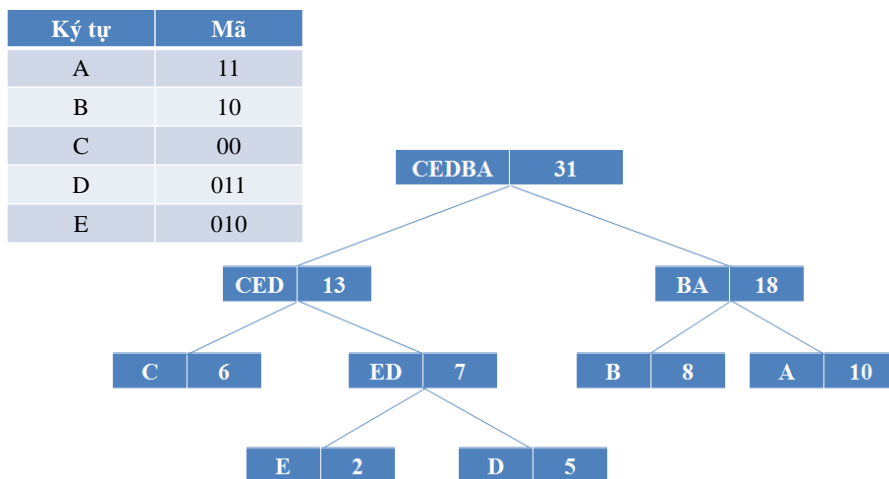 Ký tự Mã
A 11
B 10
C 00
D 011
E 010
CEDBA 31
CED 13 BA 18
C 6 ED 7 B 8 A 10
E 2 D 5